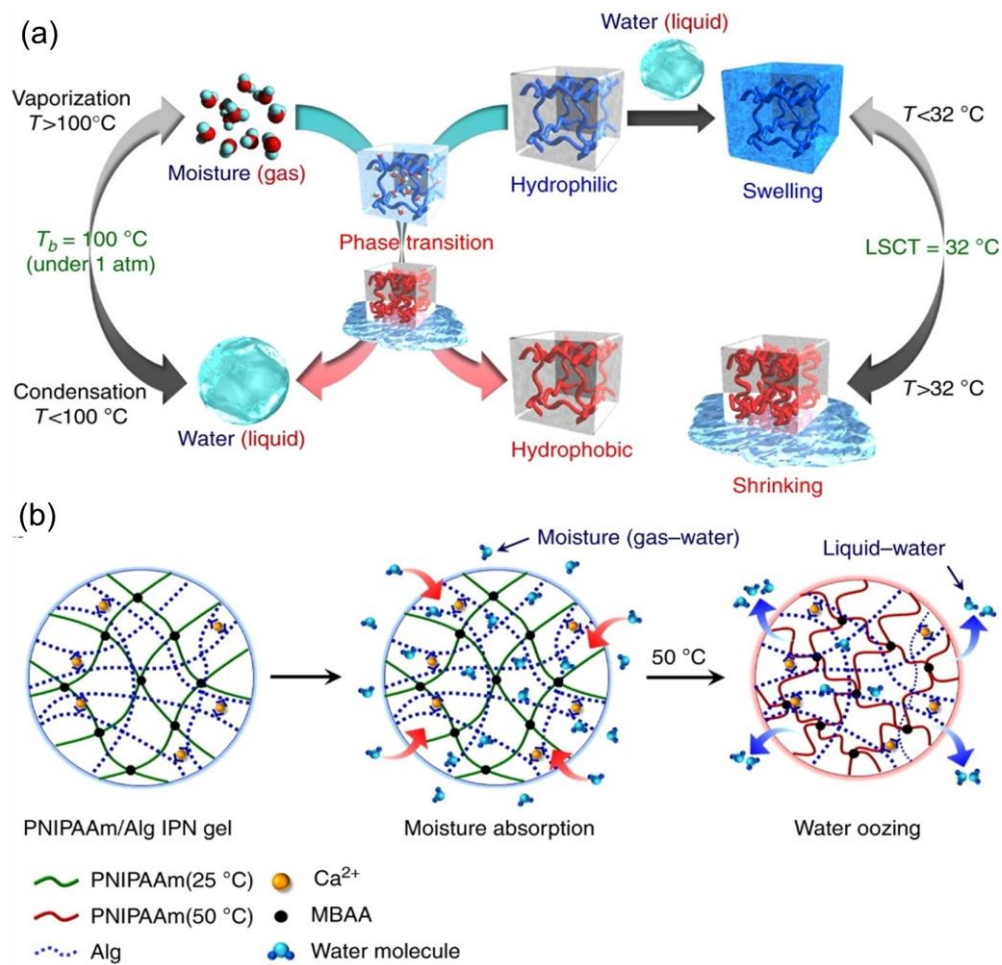 (a)
Vaporization
T>100°C
Moisture (gas)
Water (liquid)
Hydrophilic
Swelling
T<32 °C
Phase transition
T_b = 100 °C
(under 1 atm)
LSCT = 32 °C
Condensation
T<100 °C
Water (liquid)
Hydrophobic
T>32 °C
Shrinking
(b)
Moisture (gas–water)
Liquid–water
50 °C
PNIPAAm/Alg IPN gel
Moisture absorption
Water oozing
PNIPAAm(25 °C)
Ca²⁺
PNIPAAm(50 °C)
MBAA
Alg
Water molecule